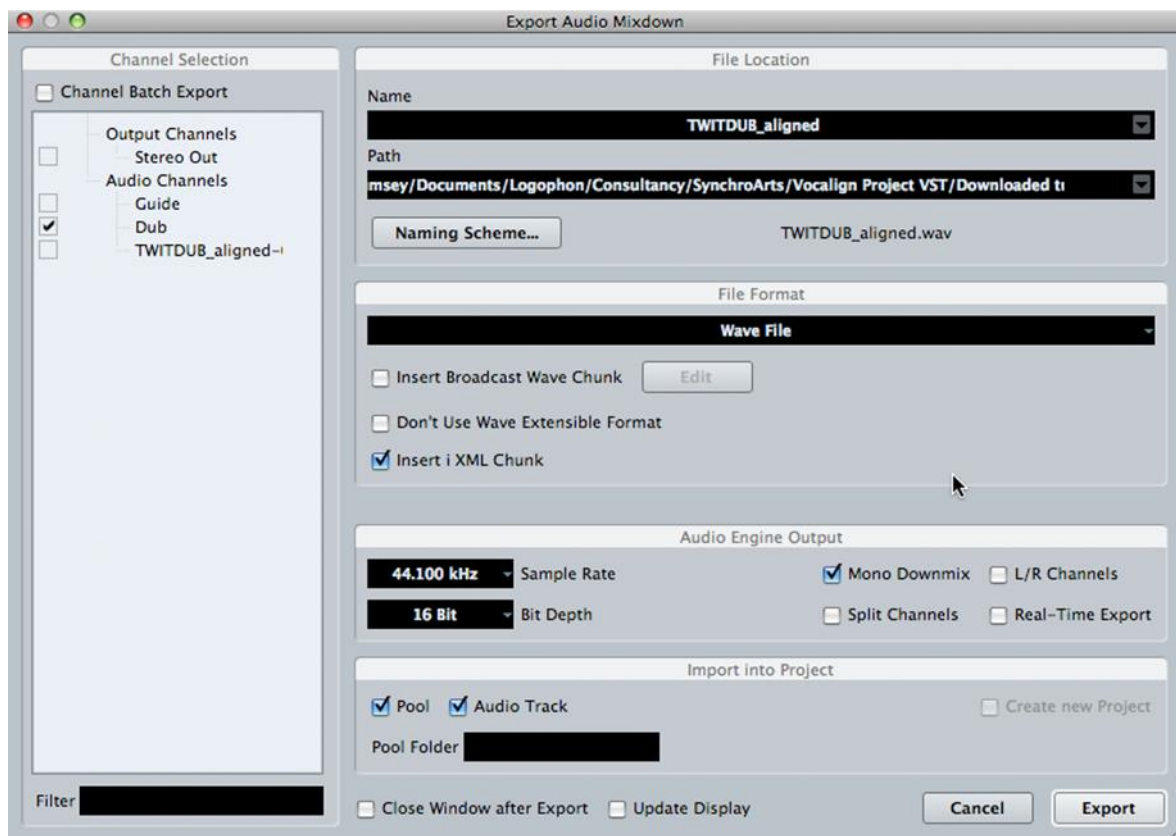 Export Audio Mixdown
Channel Selection
Channel Batch Export
Output Channels
Stereo Out
Audio Channels
Guide
Dub
TWITDUB_aligned-
Filter
File Location
Name
TWITDUB_aligned
Path
msey/Documents/Logophon/Consultancy/SynchroArts/Vocalign Project VST/Downloaded
Naming Scheme...
TWITDUB_aligned.wav
File Format
Wave File
Insert Broadcast Wave Chunk
Edit
Don't Use Wave Extensible Format
Insert i XML Chunk
Audio Engine Output
44.100 kHz Sample Rate
Mono Downmix
L/R Channels
16 Bit Bit Depth
Split Channels
Real-Time Export
Import into Project
Pool
Audio Track
Create new Project
Pool Folder
Close Window after Export
Update Display
Cancel
Export